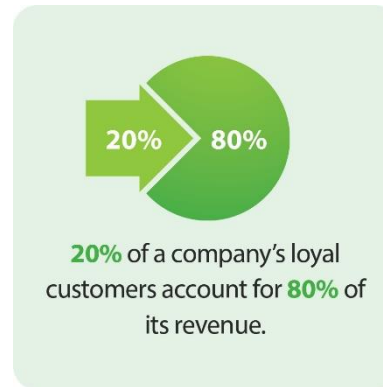 20% 80%
20% of a company’s loyal
customers account for 80% of
its revenue.